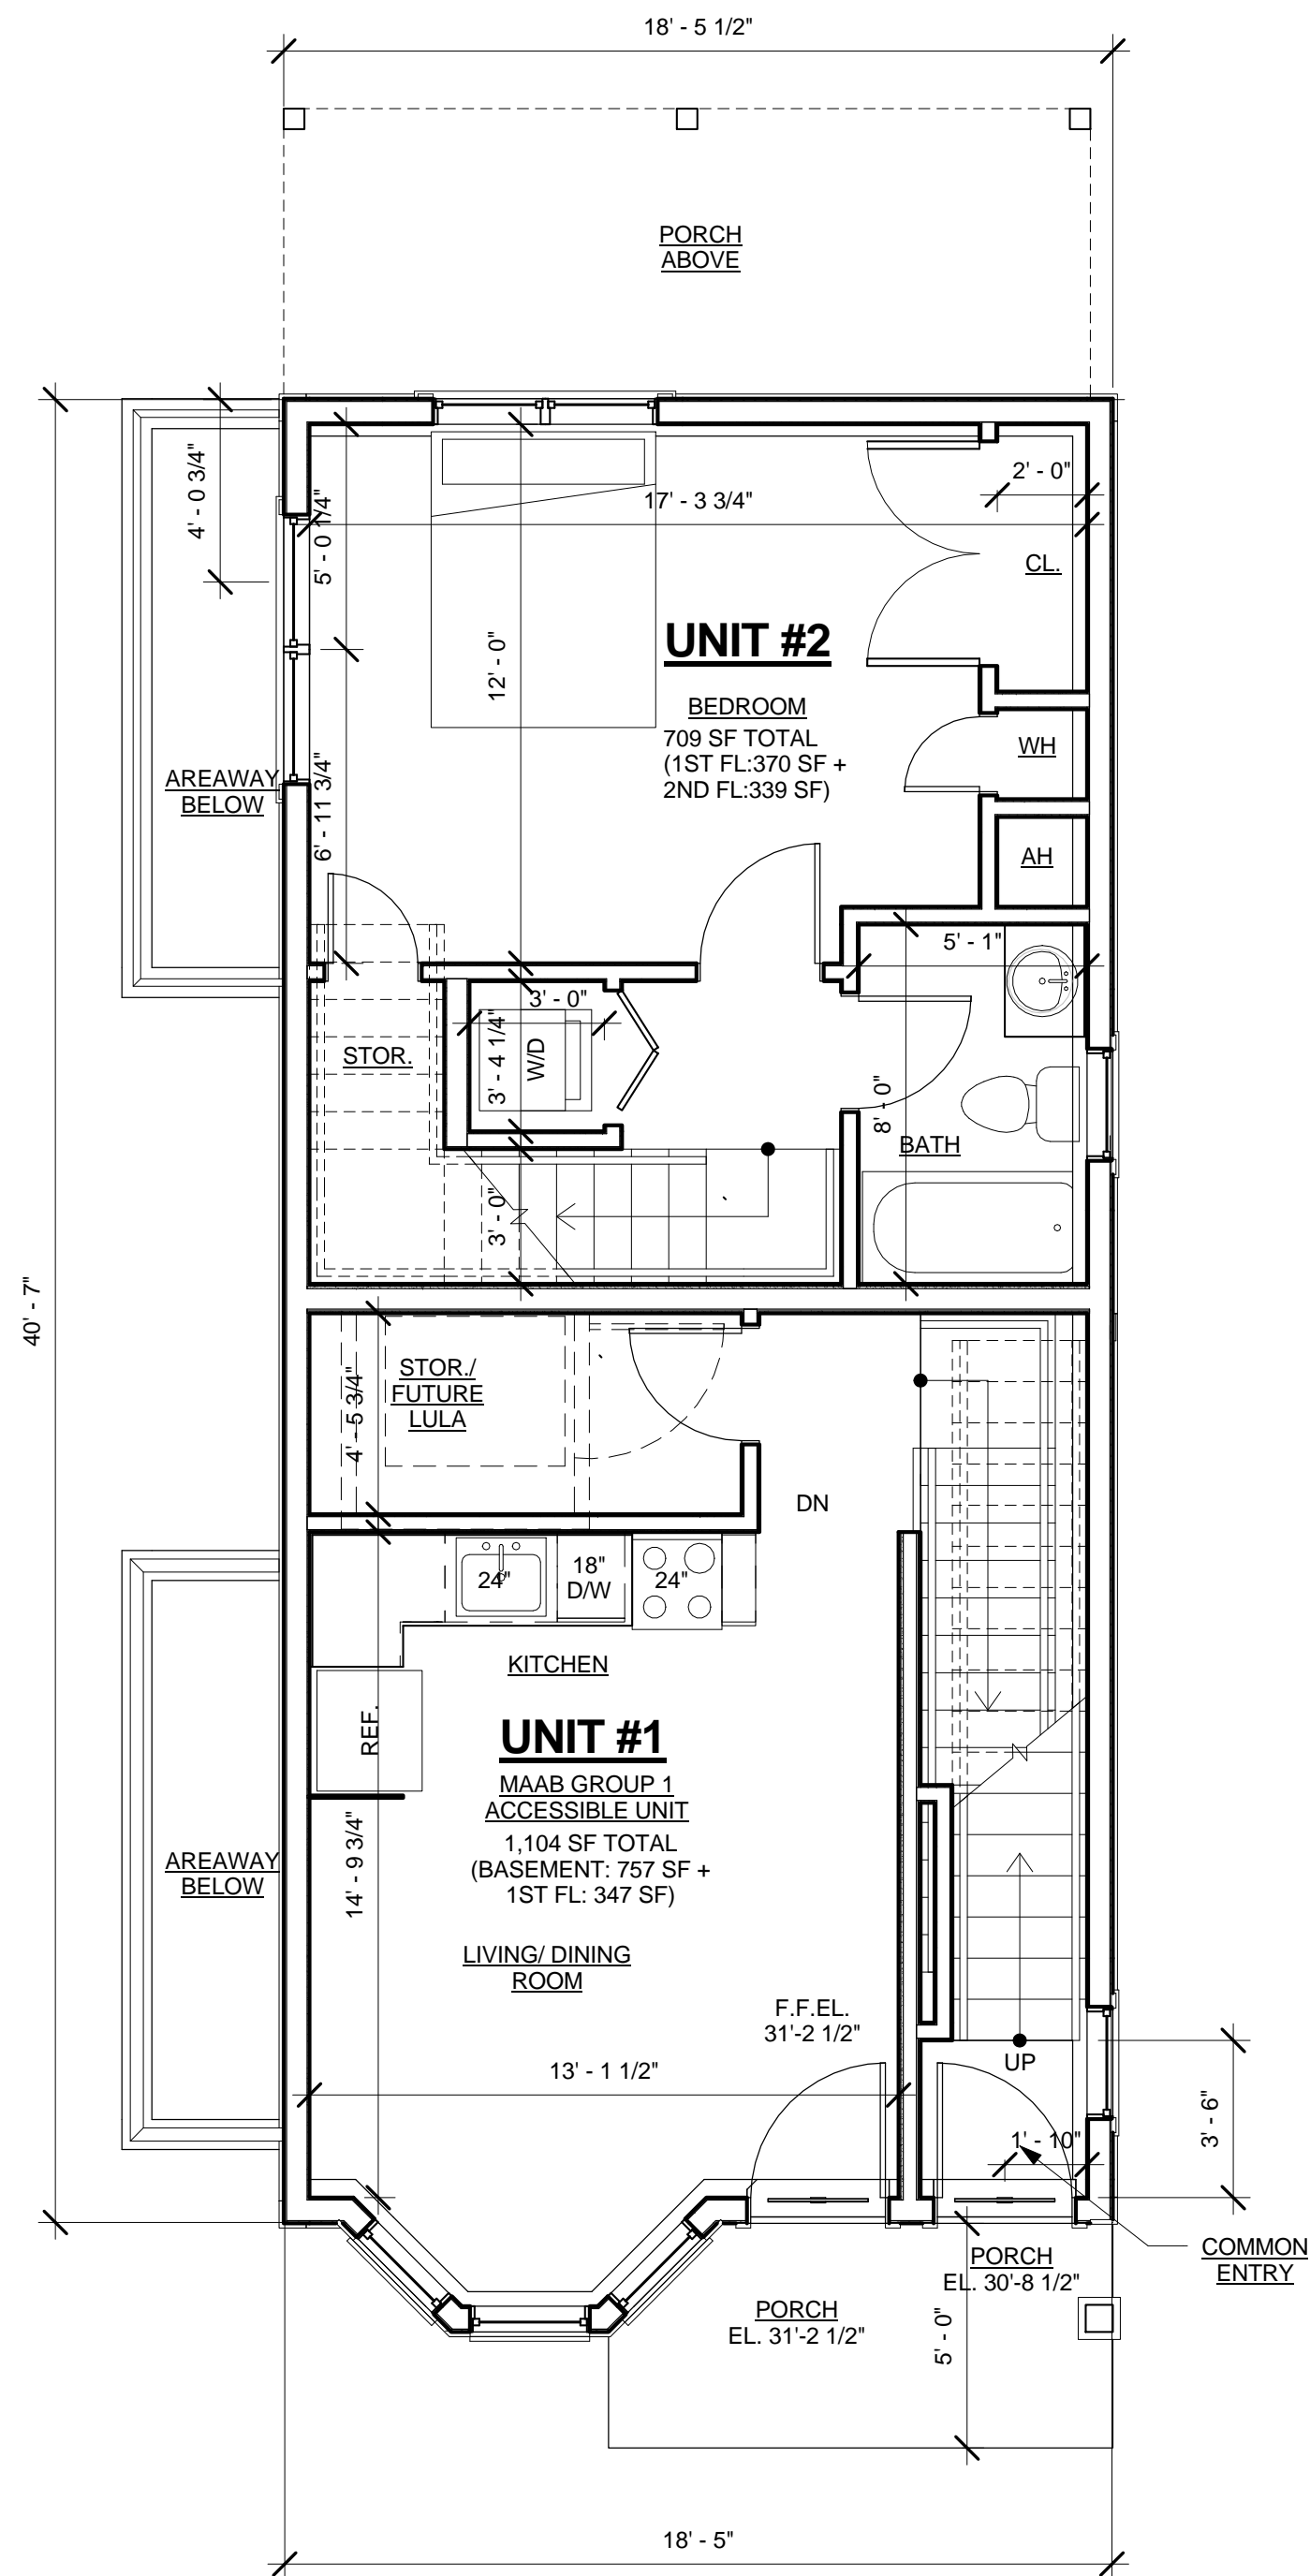 18' - 5 1/2"
PORCH
ABOVE
4' - 0 3/4"
5' - 0 1/4"
17' - 3 3/4"
2' - 0"
CL.
12' - 0"
UNIT #2
BEDROOM
709 SF TOTAL
(1ST FL:370 SF +
2ND FL:339 SF)
WH
AREAWAY
BELOW
6' - 11 3/4"
AH
5' - 1"
STOR.
3' - 0"
3' - 4 1/4"
W/D
8' - 0"
BATH
3' - 0"
40' - 7"
STOR./
FUTURE
LULA
4' - 5 3/4"
DN
24"
18"
D/W
24"
KITCHEN
REF.
UNIT #1
MAAB GROUP 1
ACCESSIBLE UNIT
1,104 SF TOTAL
(BASEMENT: 757 SF +
1ST FL: 347 SF)
AREAWAY
BELOW
14' - 9 3/4"
LIVING/ DINING
ROOM
F.F.EL.
31'-2 1/2"
UP
13' - 1 1/2"
3' - 6"
1' - 10"
COMMON
ENTRY
PORCH
EL. 30'-8 1/2"
PORCH
EL. 31'-2 1/2"
5' - 0"
18' - 5"